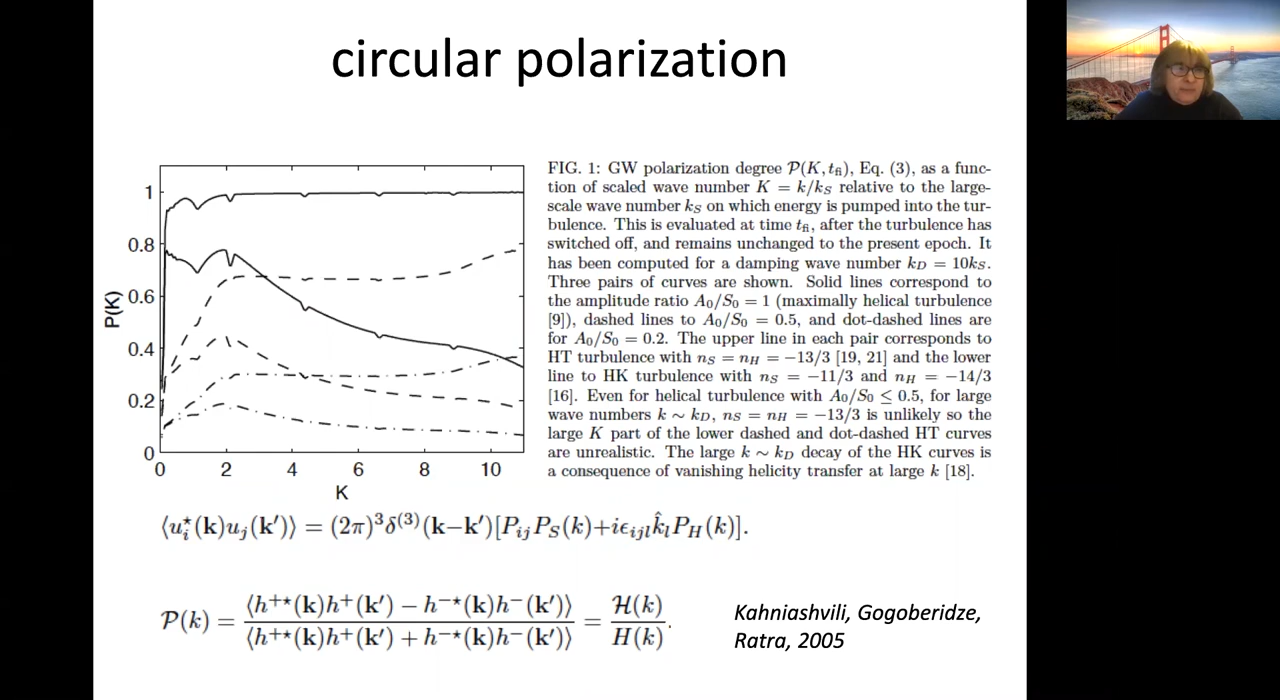 circular polarization
P(K)
1
0.8
0.6
0.4
0.2
0
0 2 4 6 8 10
K
FIG. 1: GW polarization degree 𝒫(K, t_fi), Eq. (3), as a func-
tion of scaled wave number K = k/k_S relative to the large-
scale wave number k_S on which energy is pumped into the tur-
bulence. This is evaluated at time t_fi, after the turbulence has
switched off, and remains unchanged to the present epoch. It
has been computed for a damping wave number k_D = 10k_S.
Three pairs of curves are shown. Solid lines correspond to
the amplitude ratio A_0/S_0 = 1 (maximally helical turbulence
[9]), dashed lines to A_0/S_0 = 0.5, and dot-dashed lines are
for A_0/S_0 = 0.2. The upper line in each pair corresponds to
HT turbulence with n_S = n_H = −13/3 [19, 21] and the lower
line to HK turbulence with n_S = −11/3 and n_H = −14/3
[16]. Even for helical turbulence with A_0/S_0 ≤ 0.5, for large
wave numbers k ∼ k_D, n_S = n_H = −13/3 is unlikely so the
large K part of the lower dashed and dot-dashed HT curves
are unrealistic. The large k ∼ k_D decay of the HK curves is
a consequence of vanishing helicity transfer at large k [18].
⟨u_i^⋆(k)u_j(k′)⟩ = (2π)^3δ^(3)(k−k′)[P_ijP_S(k)+iϵ_ijl k̂_lP_H(k)].
𝒫(k) = ⟨h^+⋆(k)h^+(k′) − h^−⋆(k)h^−(k′)⟩ / ⟨h^+⋆(k)h^+(k′) + h^−⋆(k)h^−(k′)⟩ = ℋ(k) / H(k).
Kahniashvili, Gogoberidze,
Ratra, 2005